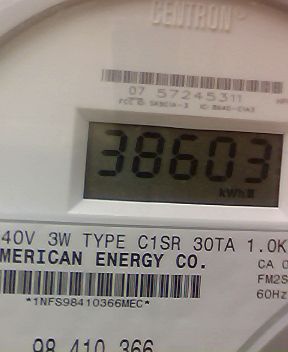 CENTRON
07 57245311
38603
kWh
40V 3W TYPE C1SR 30TA 1.0K
MERICAN ENERGY CO.
CA 0
FM2S
60Hz
*1NFS98410366MEC*
98 410 366